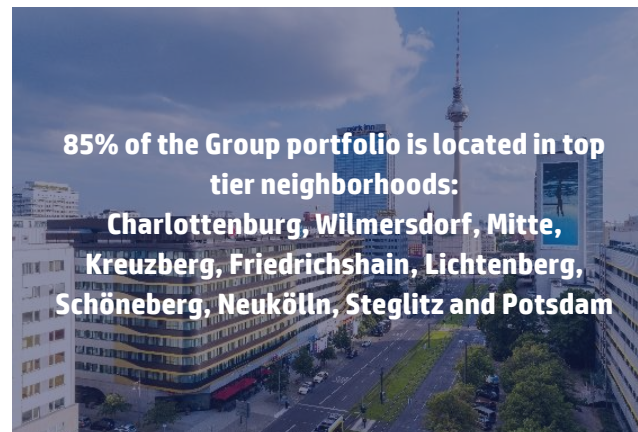 85% of the Group portfolio is located in top
tier neighborhoods:
Charlottenburg, Wilmersdorf, Mitte,
Kreuzberg, Friedrichshain, Lichtenberg,
Schöneberg, Neukölln, Steglitz and Potsdam